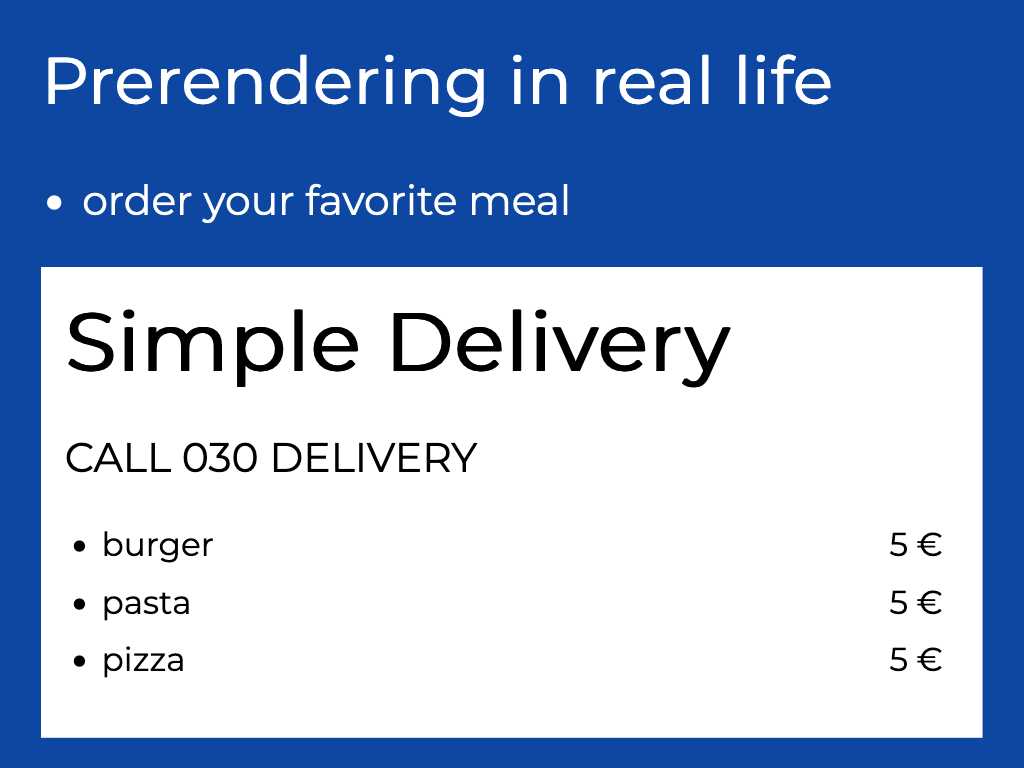 Prerendering in real life
• order your favorite meal
Simple Delivery
CALL 030 DELIVERY
• burger 5 €
• pasta 5 €
• pizza 5 €